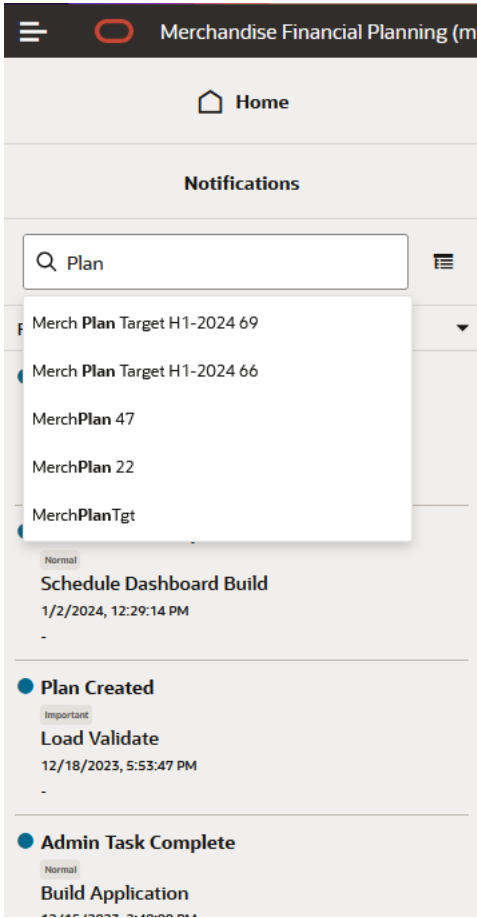 Merchandise Financial Planning (m
Home
Notifications
Plan
Merch Plan Target H1-2024 69
Merch Plan Target H1-2024 66
MerchPlan 47
MerchPlan 22
MerchPlanTgt
Normal
Schedule Dashboard Build
1/2/2024, 12:29:14 PM
-
Plan Created
Important
Load Validate
12/18/2023, 5:53:47 PM
-
Admin Task Complete
Normal
Build Application